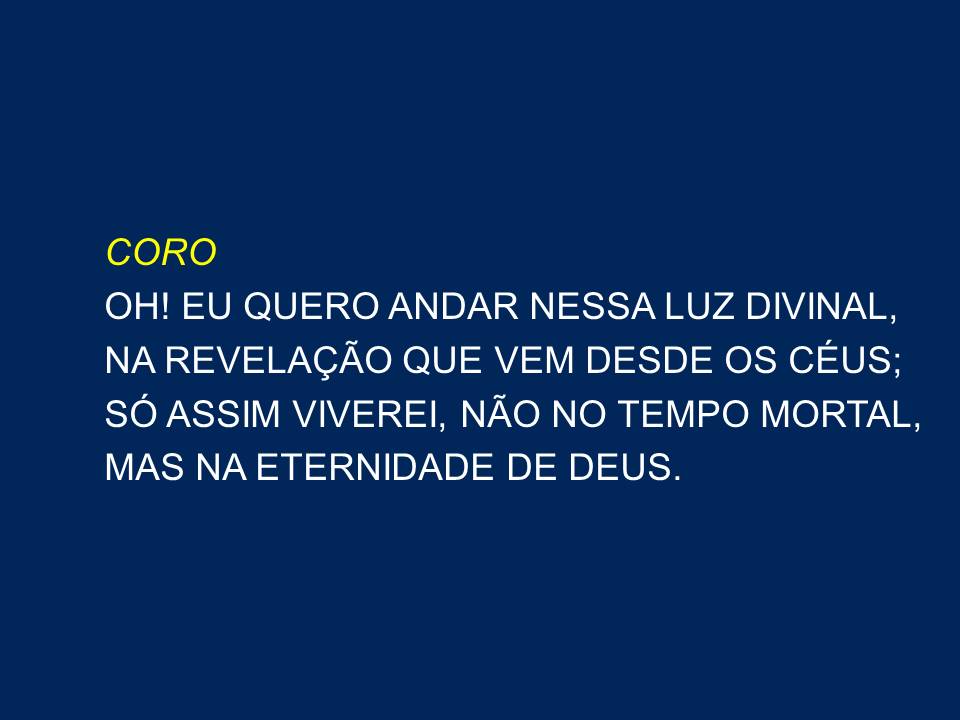 CORO
OH! EU QUERO ANDAR NESSA LUZ DIVINAL,
NA REVELAÇÃO QUE VEM DESDE OS CÉUS;
SÓ ASSIM VIVEREI, NÃO NO TEMPO MORTAL,
MAS NA ETERNIDADE DE DEUS.